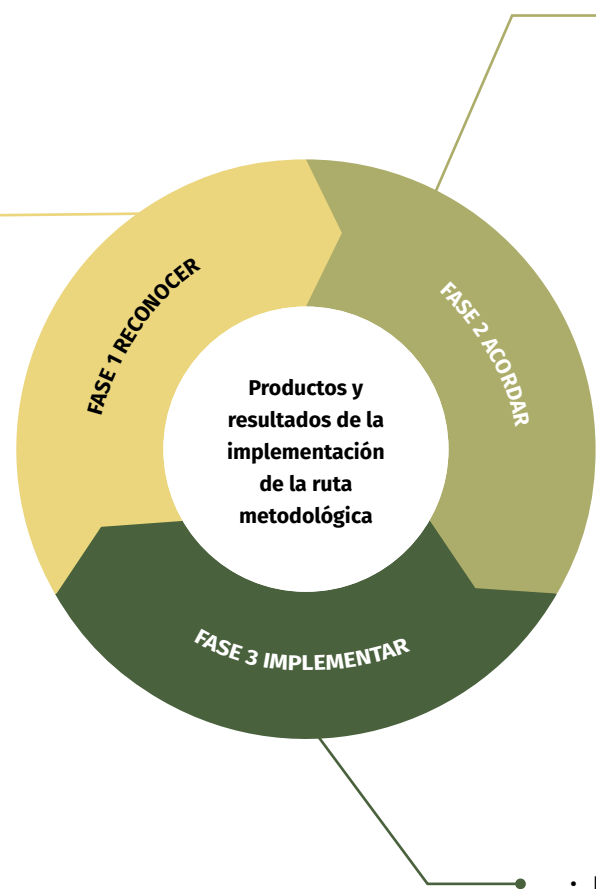 FASE 1 RECONOCER
FASE 2 ACORDAR
Productos y
resultados de la
implementación
de la ruta
metodológica
FASE 3 IMPLEMENTAR